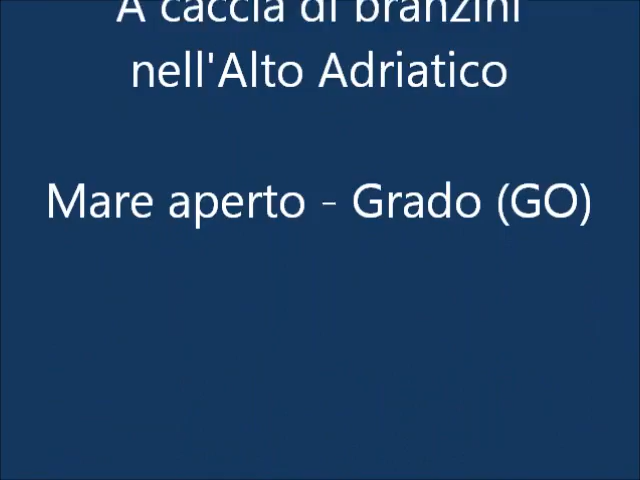 A caccia di branzini
nell'Alto Adriatico
Mare aperto - Grado (GO)